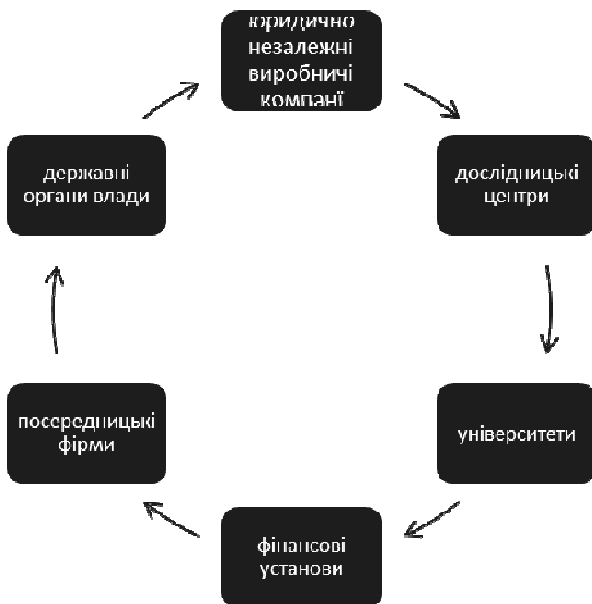 юридично
незалежні
виробничі
компанії
дослідницькі
центри
університети
фінансові
установи
посередницькі
фірми
державні
органи влади